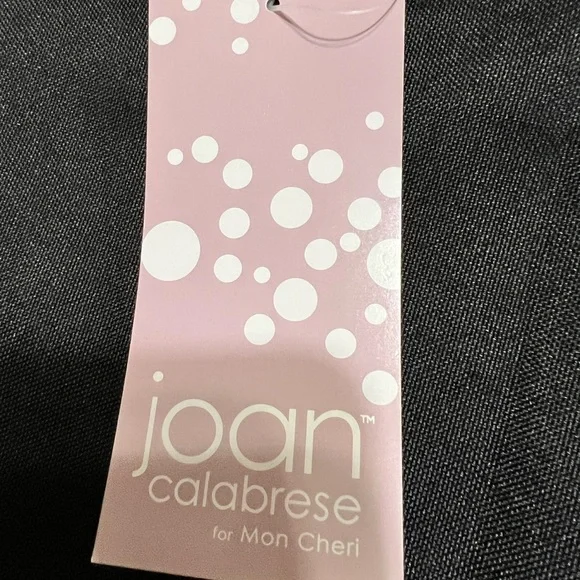 joan™
calabrese
for Mon Cheri